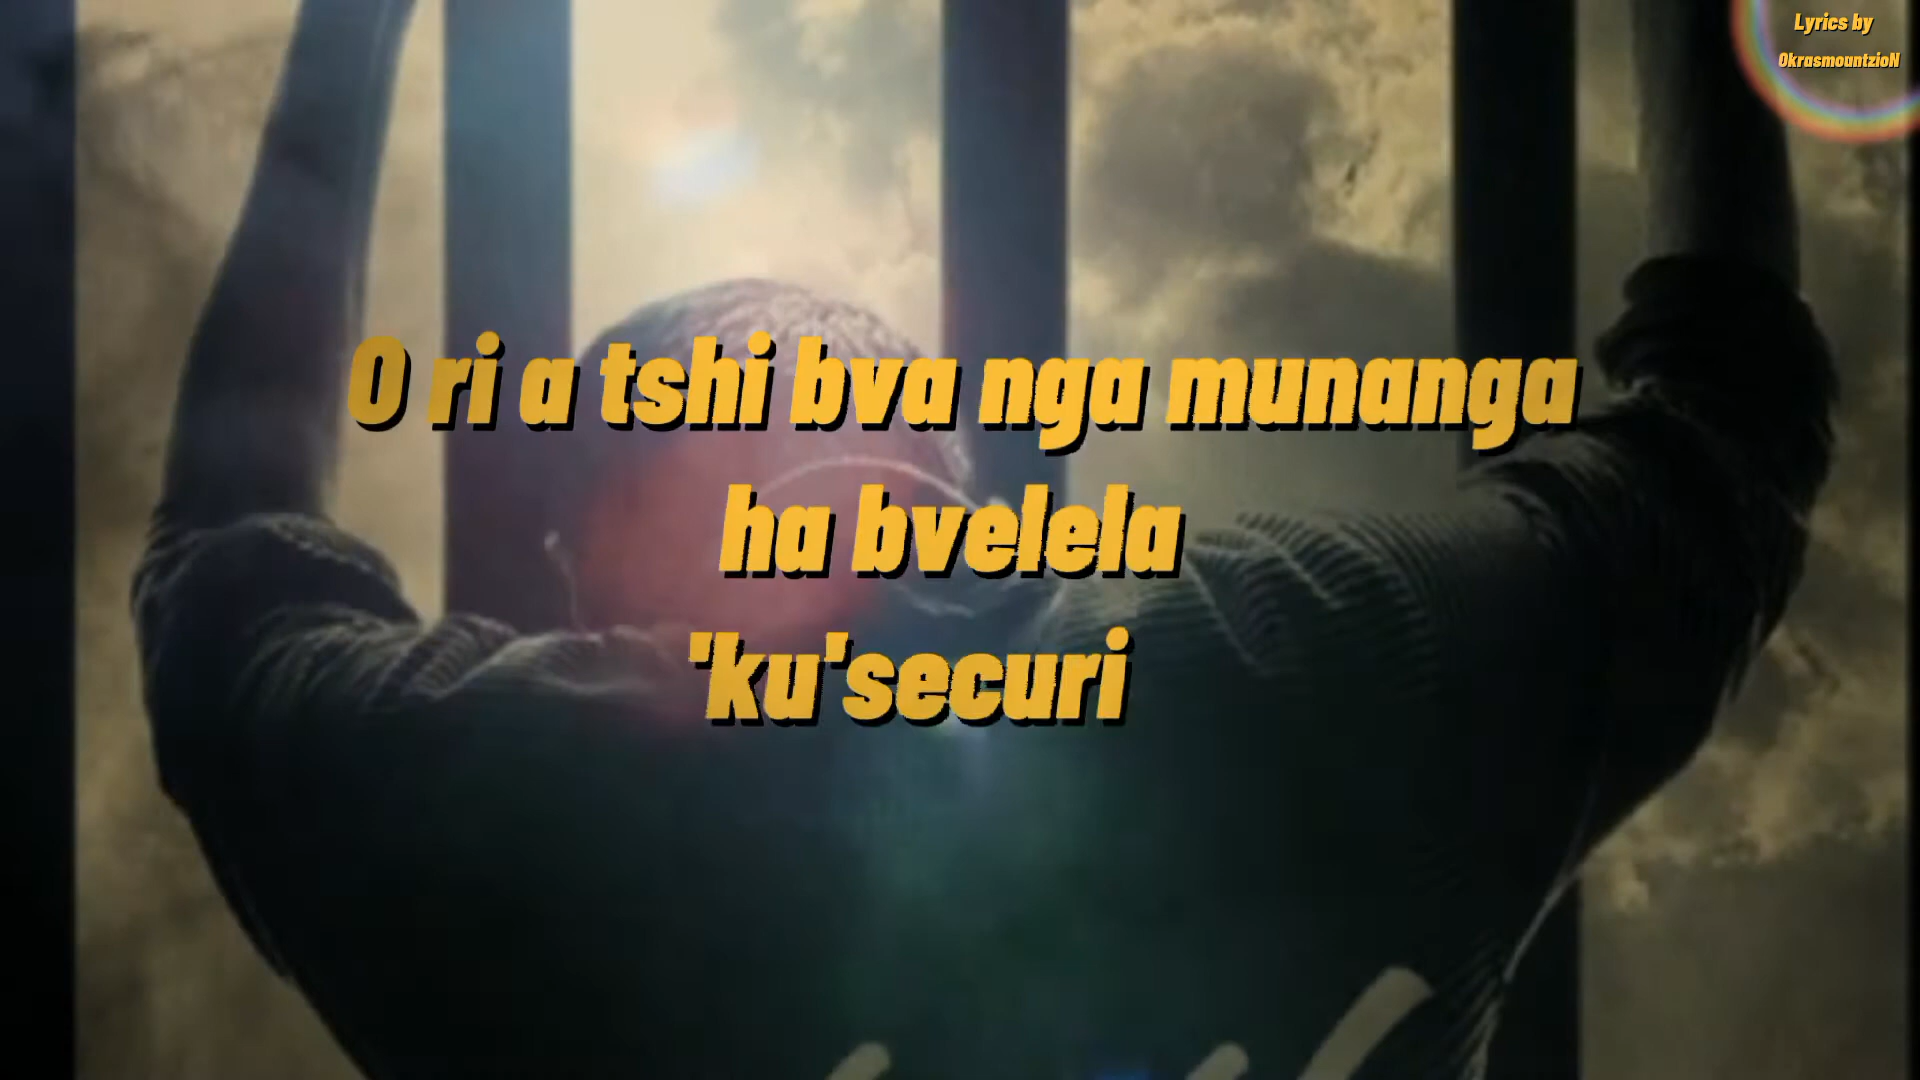 Lyrics by
OkrasmountzioN
O ri a tshi bva nga munanga
ha bvelela
'ku'securi